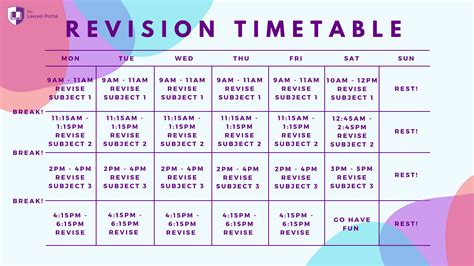 The
Lawyer Portal
REVISION TIMETABLE
MON TUE WED THU FRI SAT SUN
9AM - 11AM 9AM - 11AM 9AM - 11AM 9AM - 11AM 9AM - 11AM 10AM - 12PM
REVISE REVISE REVISE REVISE REVISE REVISE REST!
SUBJECT 1 SUBJECT 1 SUBJECT 1 SUBJECT 1 SUBJECT 1 SUBJECT 1
BREAK!
11:15AM - 11:15AM - 11:15AM - 11:15AM - 11:15AM - 12:45AM -
1:15PM 1:15PM 1:15PM 1:15PM 1:15PM 2:45PM REST!
REVISE REVISE REVISE REVISE REVISE REVISE
SUBJECT 2 SUBJECT 2 SUBJECT 2 SUBJECT 2 SUBJECT 2 SUBJECT 2
BREAK!
2PM - 4PM 2PM - 4PM 2PM - 4PM 2PM - 4PM 2PM - 4PM 2PM - 4PM
REVISE REVISE REVISE REVISE REVISE REVISE REST!
SUBJECT 3 SUBJECT 3 SUBJECT 3 SUBJECT 3 SUBJECT 3 SUBJECT 3
BREAK!
4:15PM - 4:15PM - 4:15PM - 4:15PM - 4:15PM - GO HAVE REST!
6:15PM 6:15PM 6:15PM 6:15PM 6:15PM FUN
REVISE REVISE REVISE REVISE REVISE